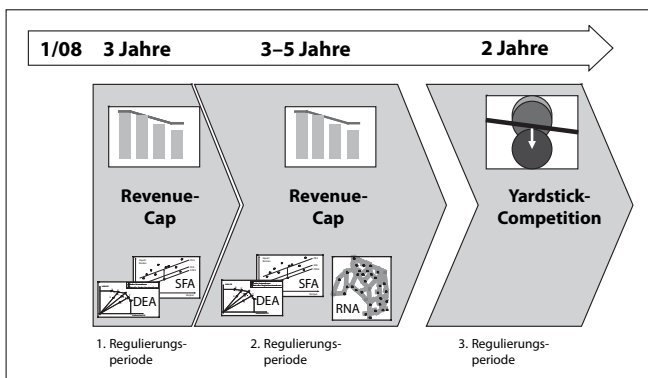 1/08 3 Jahre 3–5 Jahre 2 Jahre
Revenue-
Cap
Revenue-
Cap
Yardstick-
Competition
DEA
SFA
DEA
SFA
RNA
1. Regulierungs-
periode
2. Regulierungs-
periode
3. Regulierungs-
periode